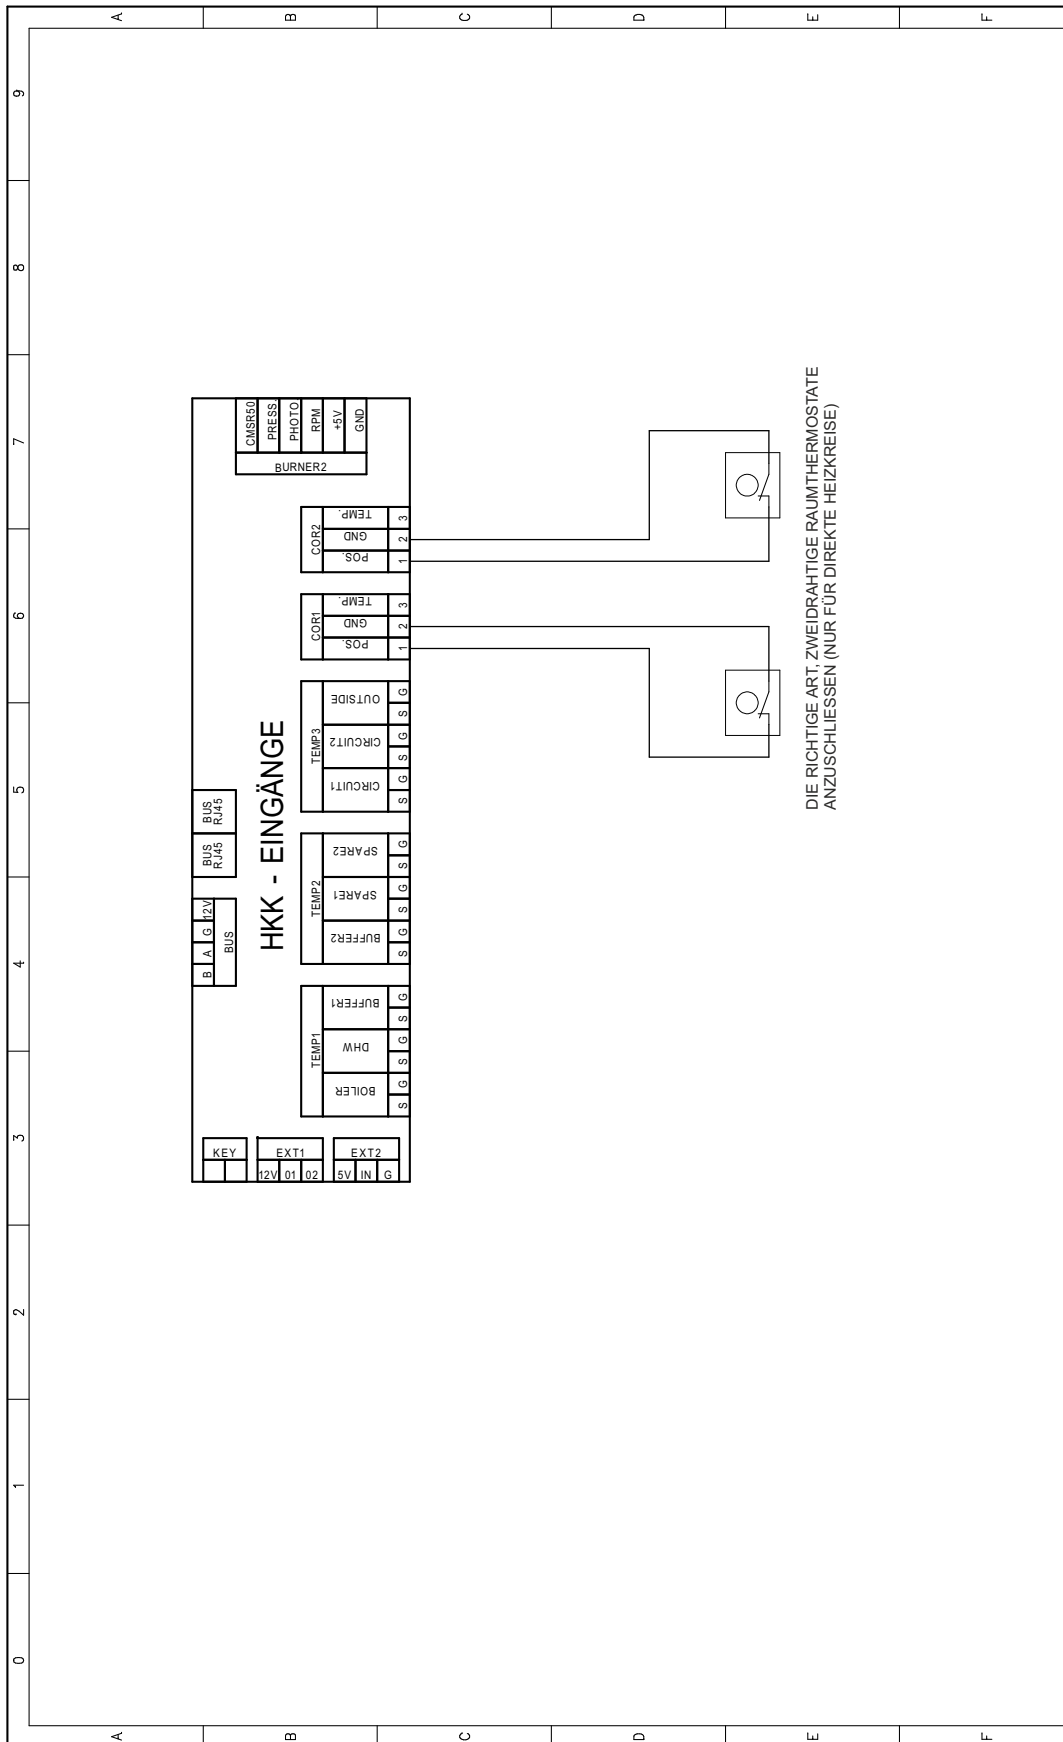 0 1 2 3 4 5 6 7 8 9
A A
B B
C C
D D
E E
F F
HKK - EINGÄNGE
KEY
EXT1
12V 01 02
EXT2
5V IN G
B A G 12V
BUS
BUS
RJ45
BUS
RJ45
TEMP1
BOILER DHW BUFFER1
S G S G S G
TEMP2
BUFFER2 SPARE1 SPARE2
S G S G S G
TEMP3
CIRCUIT1 CIRCUIT2 OUTSIDE
S G S G S G
COR1
POS. GND TEMP.
1 2 3
COR2
POS. GND TEMP.
1 2 3
BURNER2
CMSR50
PRESS.
PHOTO
RPM
+5V
GND
DIE RICHTIGE ART, ZWEIDRAHTIGE RAUMTHERMOSTATE
ANZUSCHLIESSEN (NUR FÜR DIREKTE HEIZKREISE)